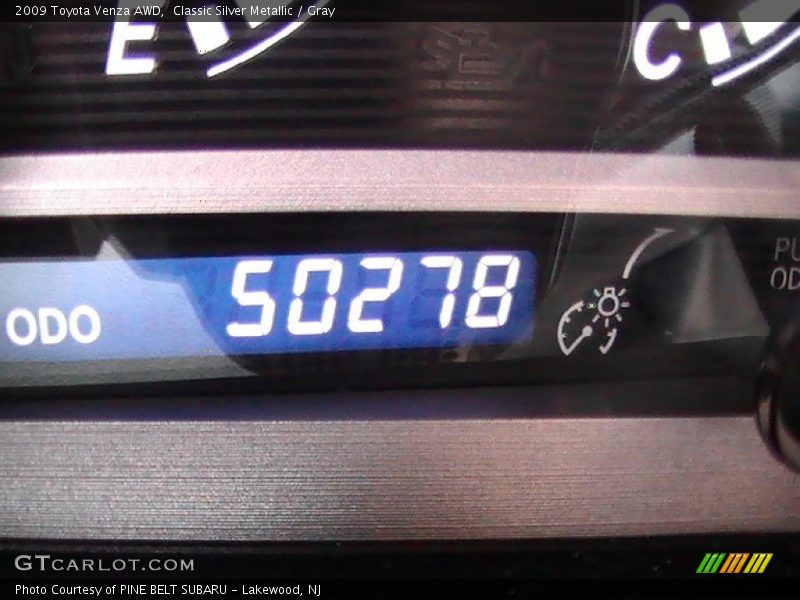 2009 Toyota Venza AWD,  Classic Silver Metallic / Gray
E
C
ODO 50278
GTCARLOT.COM
Photo Courtesy of PINE BELT SUBARU - Lakewood, NJ